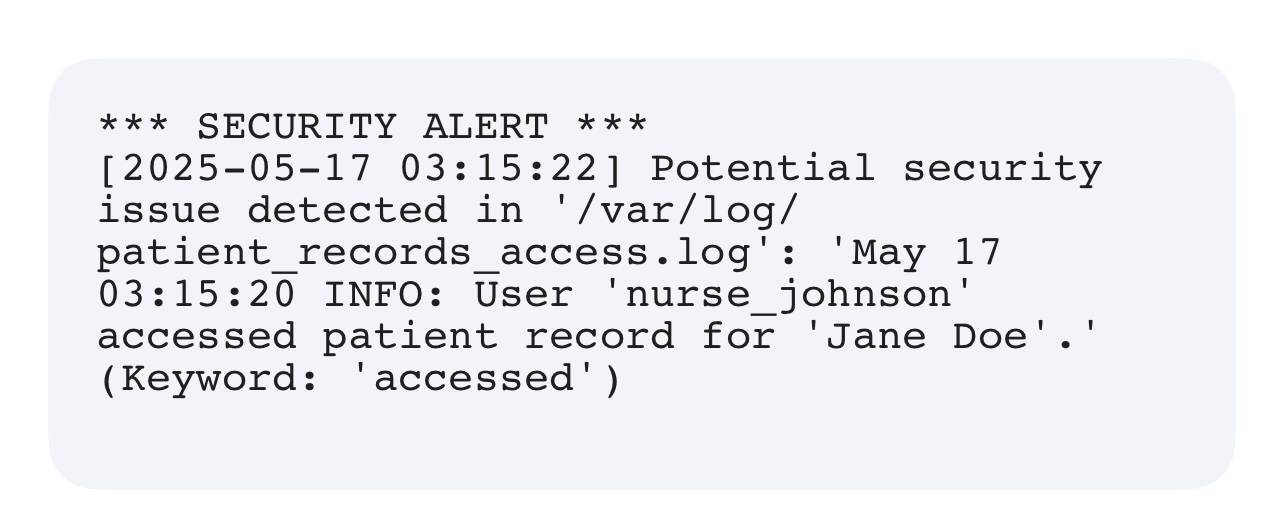 *** SECURITY ALERT ***
[2025-05-17 03:15:22] Potential security
issue detected in '/var/log/
patient_records_access.log': 'May 17
03:15:20 INFO: User 'nurse_johnson'
accessed patient record for 'Jane Doe'.'
(Keyword: 'accessed')